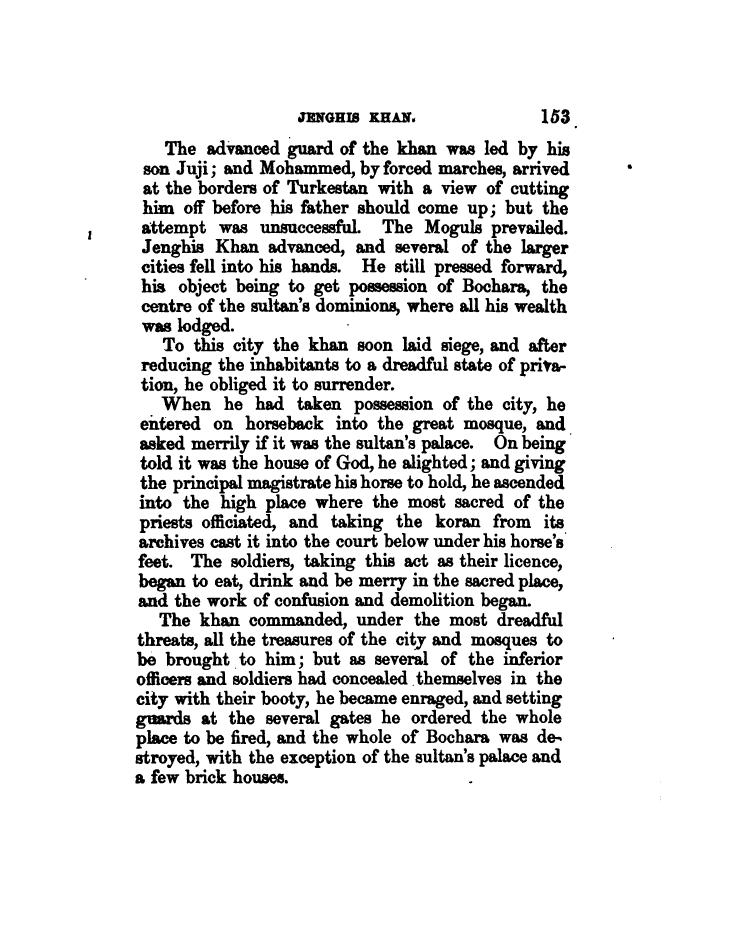 JENGHIS KHAN. 153
The advanced guard of the khan was led by his
son Juji; and Mohammed, by forced marches, arrived
at the borders of Turkestan with a view of cutting
him off before his father should come up; but the
attempt was unsuccessful. The Moguls prevailed.
Jenghis Khan advanced, and several of the larger
cities fell into his hands. He still pressed forward,
his object being to get possession of Bochara, the
centre of the sultan's dominions, where all his wealth
was lodged.
To this city the khan soon laid siege, and after
reducing the inhabitants to a dreadful state of priva-
tion, he obliged it to surrender.
When he had taken possession of the city, he
entered on horseback into the great mosque, and
asked merrily if it was the sultan's palace. On being
told it was the house of God, he alighted; and giving
the principal magistrate his horse to hold, he ascended
into the high place where the most sacred of the
priests officiated, and taking the koran from its
archives cast it into the court below under his horse's
feet. The soldiers, taking this act as their licence,
began to eat, drink and be merry in the sacred place,
and the work of confusion and demolition began.
The khan commanded, under the most dreadful
threats, all the treasures of the city and mosques to
be brought to him; but as several of the inferior
officers and soldiers had concealed themselves in the
city with their booty, he became enraged, and setting
guards at the several gates he ordered the whole
place to be fired, and the whole of Bochara was de-
stroyed, with the exception of the sultan's palace and
a few brick houses.